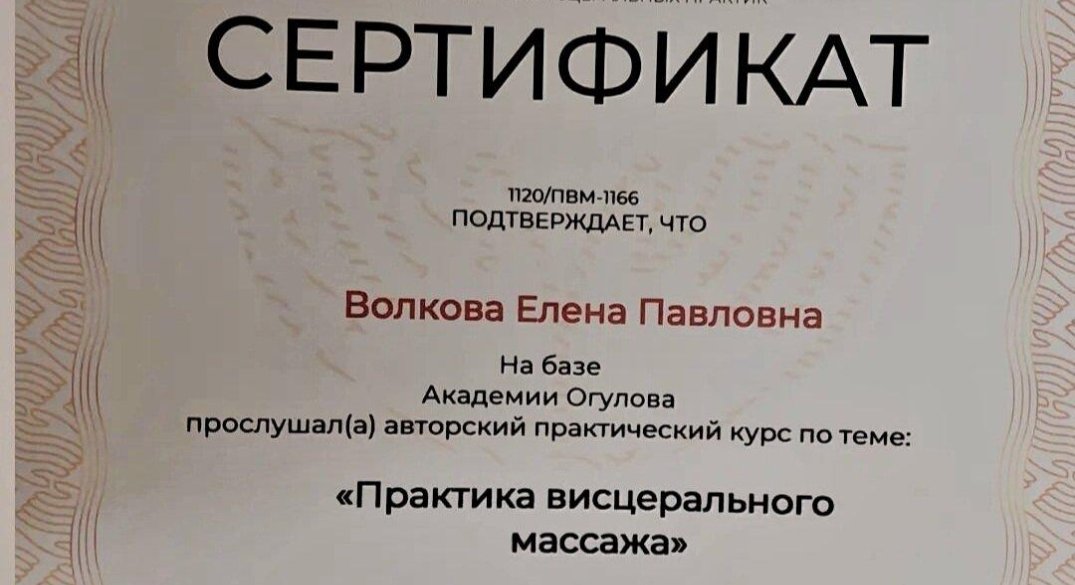 СЕРТИФИКАТ
1120/ПВМ-1166
ПОДТВЕРЖДАЕТ, ЧТО
Волкова Елена Павловна
На базе
Академии Огулова
прослушал(а) авторский практический курс по теме:
«Практика висцерального
массажа»